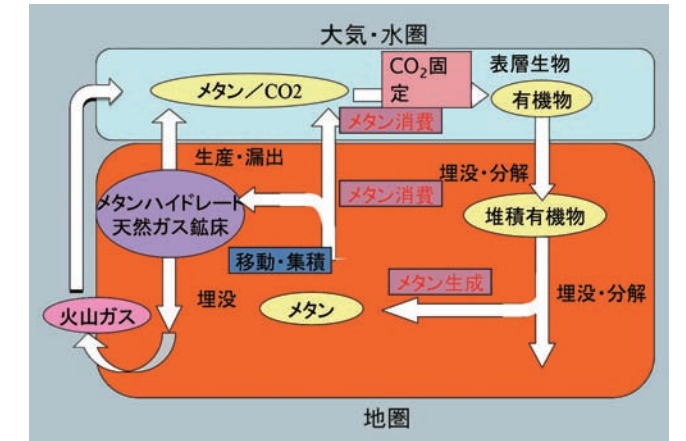 大気・水圏
メタン/CO2
CO₂固
定
表層生物
有機物
メタン消費
生産・漏出
埋没・分解
メタンハイドレート
天然ガス鉱床
メタン消費
堆積有機物
移動・集積
メタン生成
埋没・分解
埋没
メタン
火山ガス
地圏